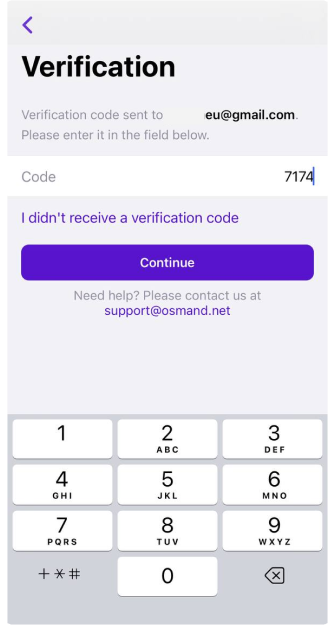 Verification
Verification code sent to eu@gmail.com.
Please enter it in the field below.
Code 7174
I didn't receive a verification code
Continue
Need help? Please contact us at
support@osmand.net
1 2 3
ABC DEF
4 5 6
GHI JKL MNO
7 8 9
PQRS TUV WXYZ
+*# 0